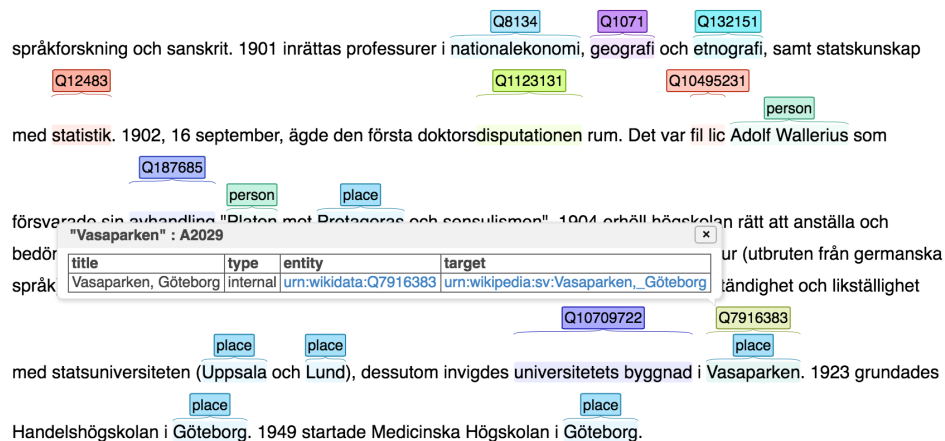 Q8134 Q1071 Q132151
språkforskning och sanskrit. 1901 inrättas professurer i nationalekonomi, geografi och etnografi, samt statskunskap
Q12483 Q1123131 Q10495231
person
med statistik. 1902, 16 september, ägde den första doktorsdisputationen rum. Det var fil lic Adolf Wallerius som
Q187685
person place
försvarade sin avhandling "Platon mot Protagoras och sensulismen". 1904 erhöll högskolan rätt att anställa och
"Vasaparken" : A2029 ×
ur (utbruten från germanska
title type entity target
Vasaparken, Göteborg internal urn:wikidata:Q7916383 urn:wikipedia:sv:Vasaparken,_Göteborg
språk
Q10709722 Q7916383
place place place
med statsuniversiteten (Uppsala och Lund), dessutom invigdes universitetets byggnad i Vasaparken. 1923 grundades
place place
Handelshögskolan i Göteborg. 1949 startade Medicinska Högskolan i Göteborg.